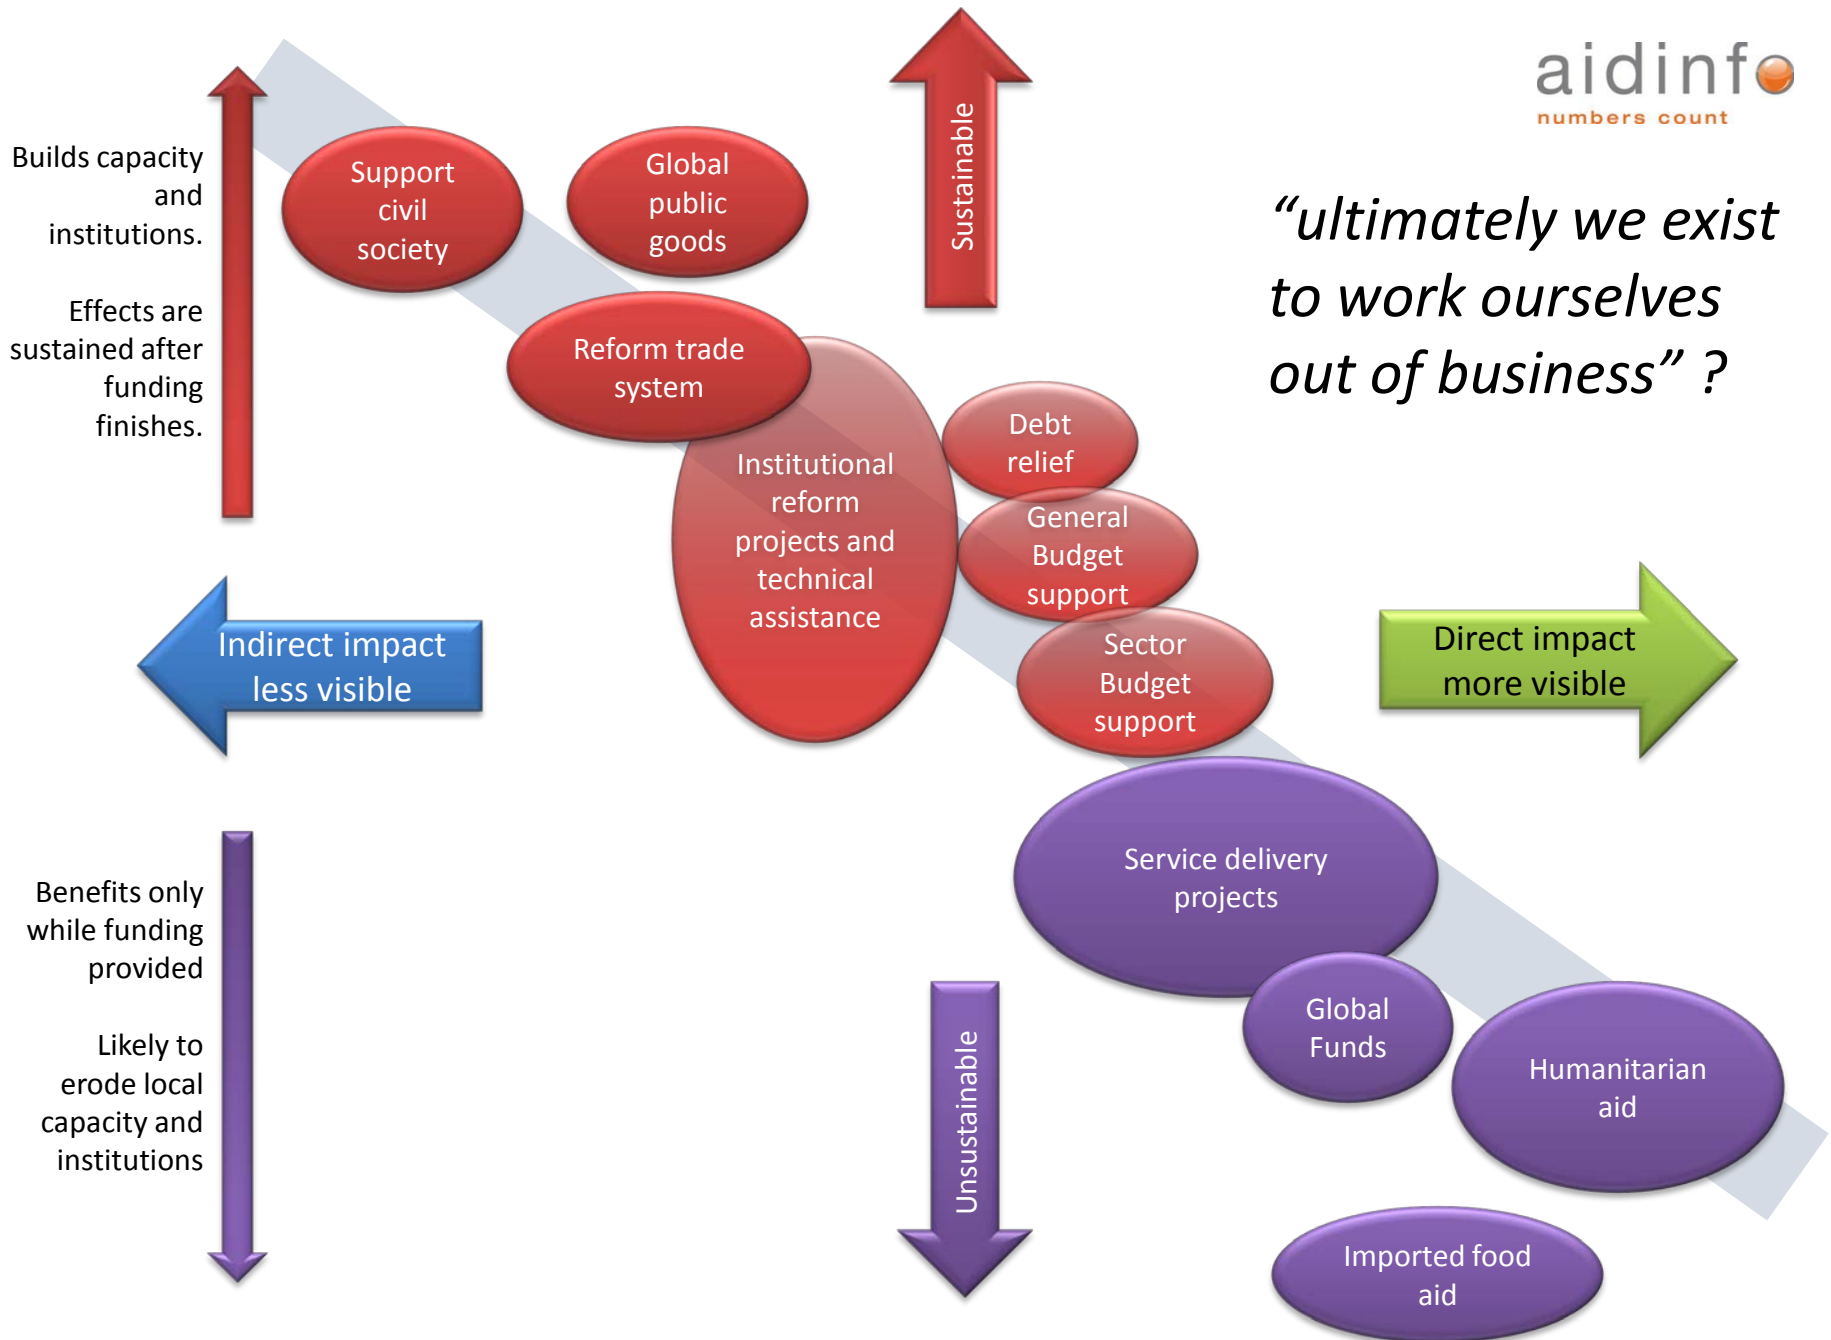 aidinfo
numbers count
"ultimately we exist
to work ourselves
out of business" ?
Sustainable
Builds capacity
and
institutions.
Effects are
sustained after
funding
finishes.
Support
civil
society
Global
public
goods
Reform trade
system
Institutional
reform
projects and
technical
assistance
Debt
relief
General
Budget
support
Sector
Budget
support
Indirect impact
less visible
Direct impact
more visible
Benefits only
while funding
provided
Likely to
erode local
capacity and
institutions
Unsustainable
Service delivery
projects
Global
Funds
Humanitarian
aid
Imported food
aid